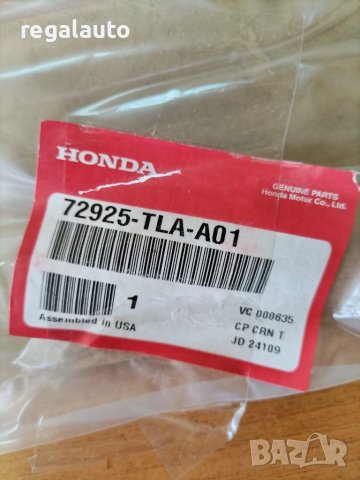 regalauto
HONDA
GENUINE PARTS
Honda Motor Co., Ltd.
72925-TLA-A01
1
VC 000635
Assembled in USA
CP CRN T
JD 24109
BAZAR